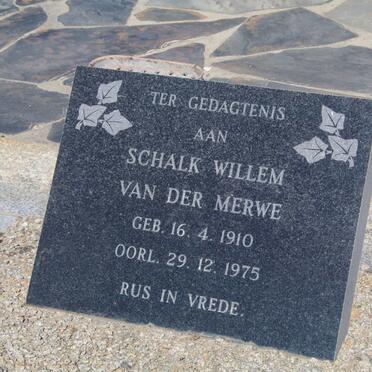 TER GEDAGTENIS
AAN
SCHALK WILLEM
VAN DER MERWE
GEB. 16. 4. 1910
OORL. 29. 12. 1975
RUS IN VREDE.